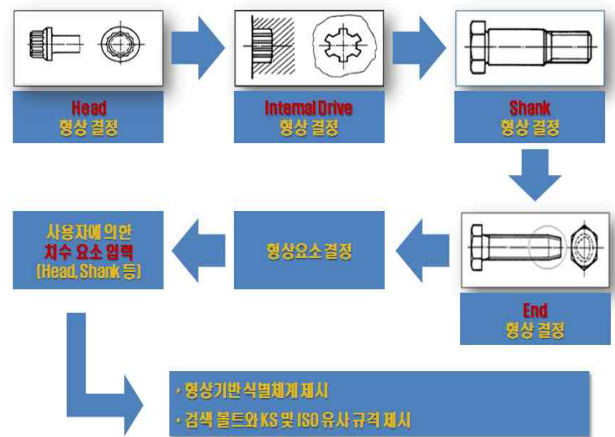 Head
형상 결정
Internal Drive
형상 결정
Shank
형상 결정
End
형상 결정
형상요소 결정
사용자에 의한
치수 요소 입력
(Head, Shank 등)
• 형상기반 식별체계 제시
• 검색 볼트와 KS 및 ISO 유사 규격 제시